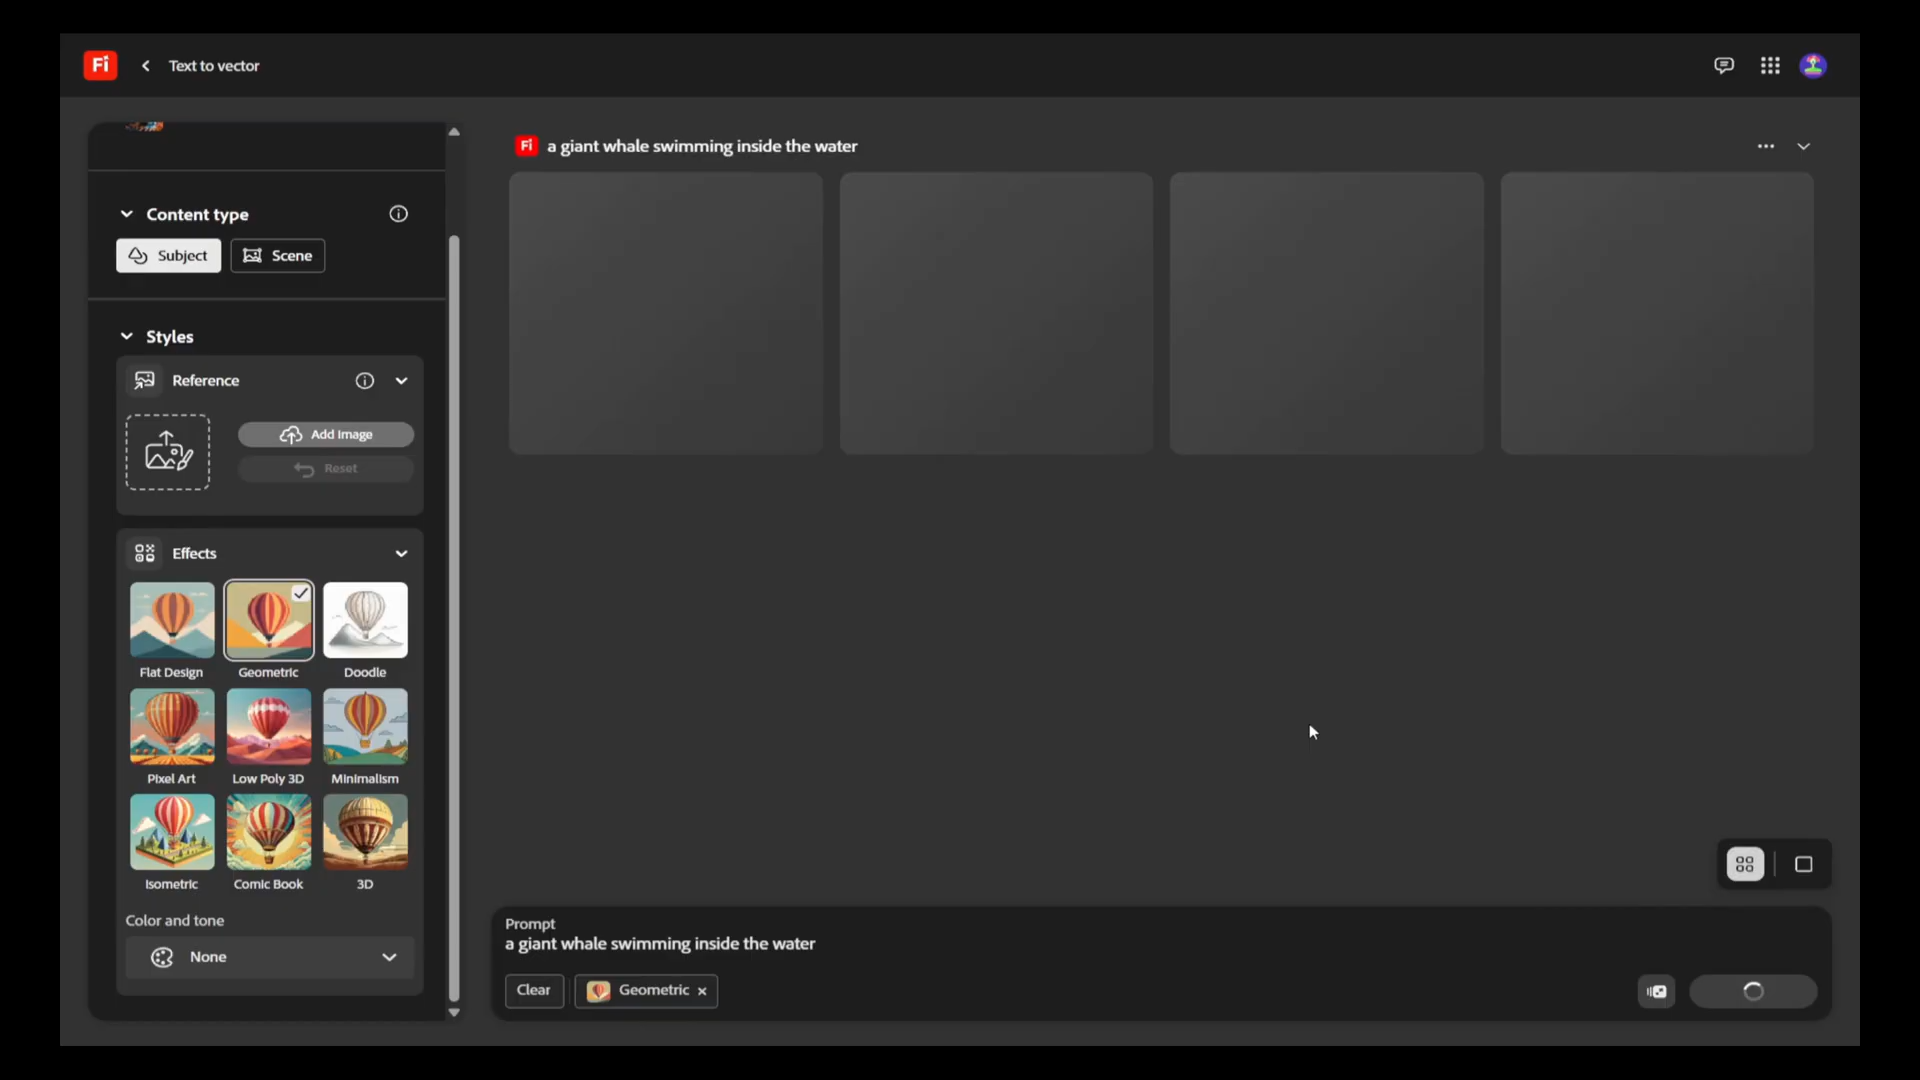 Fi
Text to vector
Content type
Subject
Scene
Styles
Reference
Add Image
Reset
Effects
Flat Design
Geometric
Doodle
Pixel Art
Low Poly 3D
Minimalism
Isometric
Comic Book
3D
Color and tone
None
Fi a giant whale swimming inside the water
Prompt
a giant whale swimming inside the water
Clear
Geometric